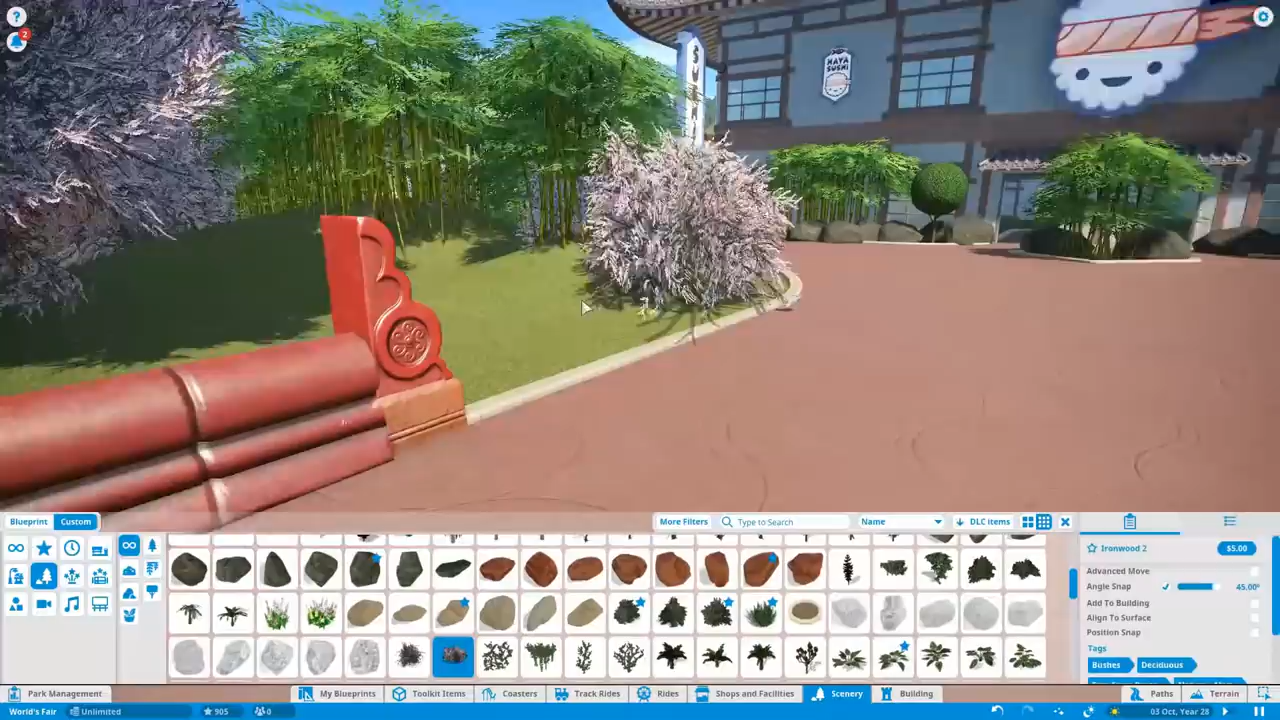 ?
2
SUSHI
HAYA
SUSHI
Blueprint Custom More Filters Type to Search Name DLC Items
Ironwood 2 $5.00
Advanced Move
Angle Snap 45.00°
Add To Building
Align To Surface
Position Snap
Tags
Bushes Deciduous
Park Management My Blueprints Toolkit Items Coasters Track Rides Rides Shops and Facilities Scenery Building Paths Terrain
World's Fair Unlimited 905 0 03 Oct, Year 28